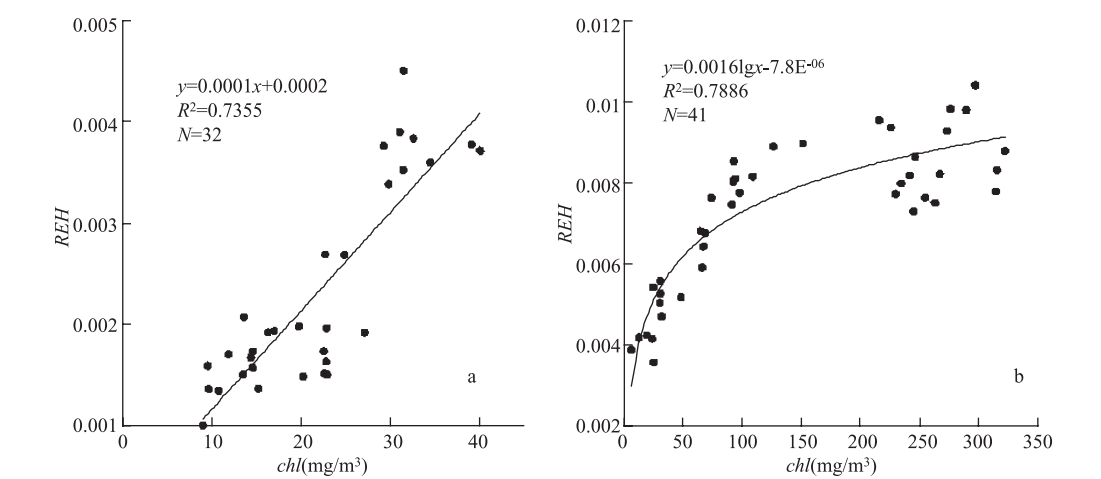 0.005
y=0.0001x+0.0002
R²=0.7355
N=32
0.004
REH
0.003
0.002
a
0.001
0 10 20 30 40
chl(mg/m³)
0.012
y=0.0016lgx-7.8E⁻⁰⁶
R²=0.7886
N=41
0.01
0.008
REH
0.006
0.004
b
0.002
0 50 100 150 200 250 300 350
chl(mg/m³)